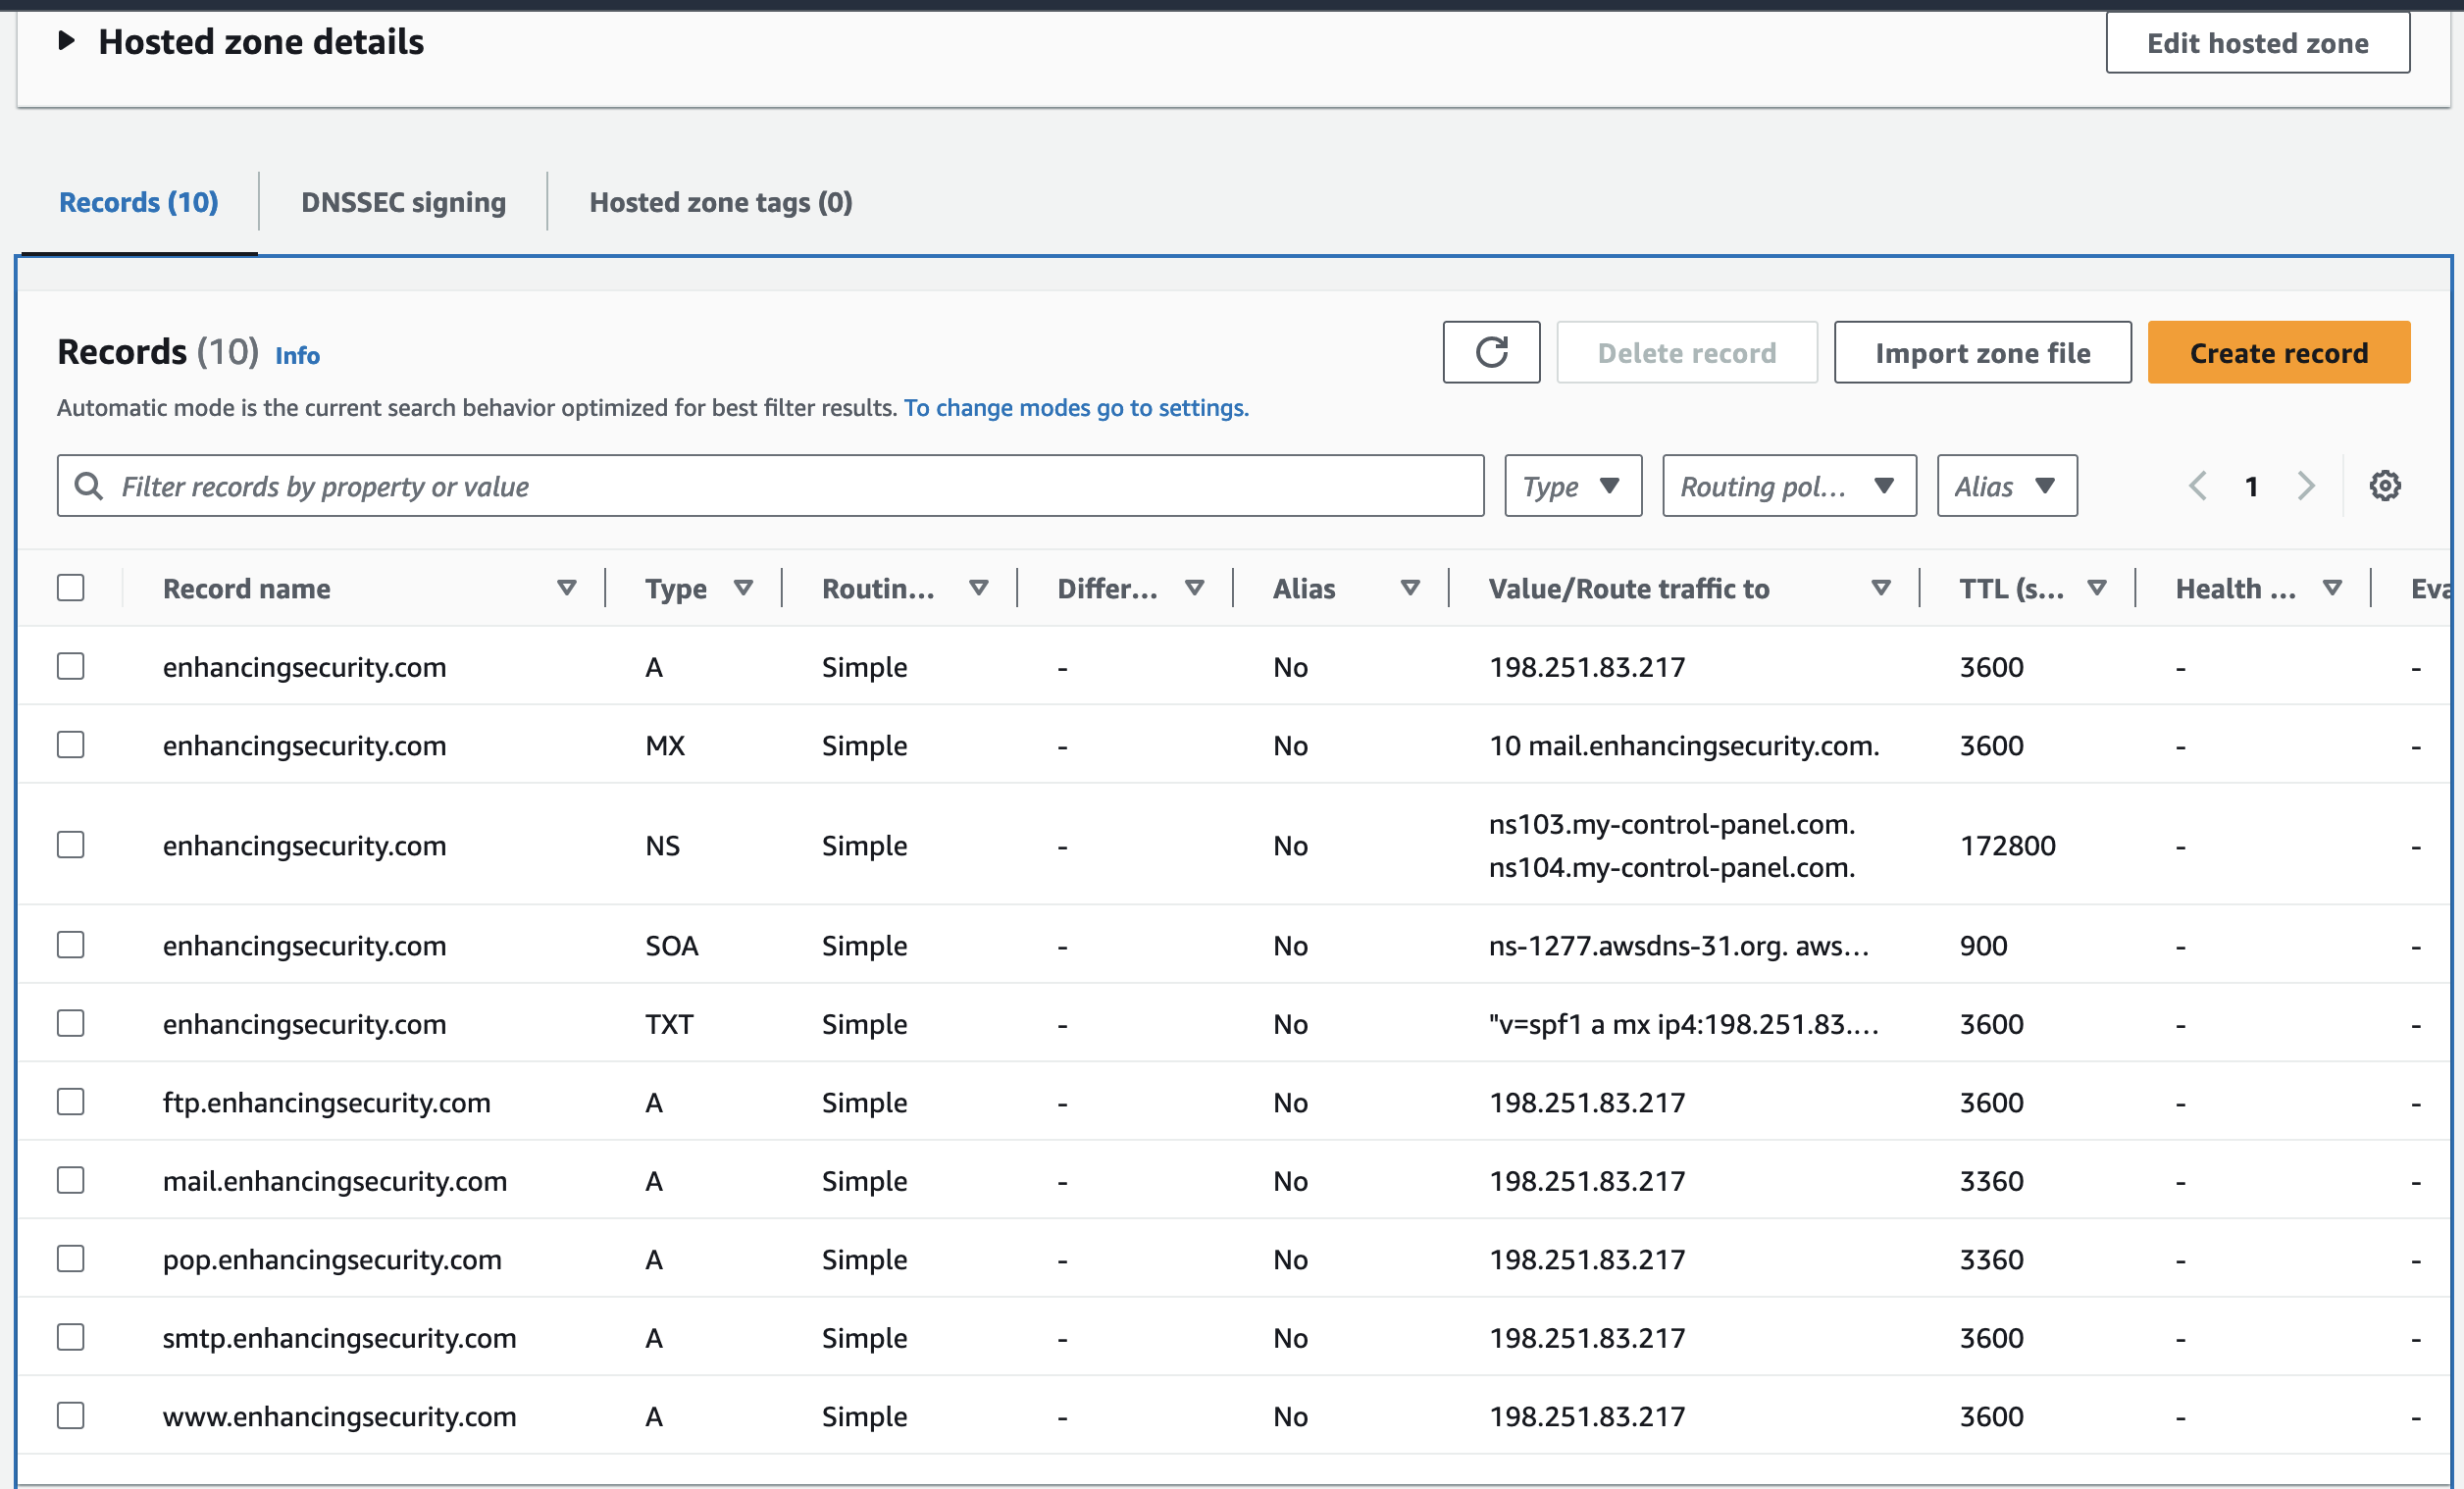 Hosted zone details
Edit hosted zone
Records (10)
DNSSEC signing
Hosted zone tags (0)
Records (10) Info
Delete record
Import zone file
Create record
Automatic mode is the current search behavior optimized for best filter results. To change modes go to settings.
Filter records by property or value
Type
Routing pol...
Alias
1
Record name Type Routin... Differ... Alias Value/Route traffic to TTL (s... Health ... Eva
enhancingsecurity.com A Simple - No 198.251.83.217 3600 - -
enhancingsecurity.com MX Simple - No 10 mail.enhancingsecurity.com. 3600 - -
enhancingsecurity.com NS Simple - No ns103.my-control-panel.com. 172800 - -
ns104.my-control-panel.com.
enhancingsecurity.com SOA Simple - No ns-1277.awsdns-31.org. aws... 900 - -
enhancingsecurity.com TXT Simple - No "v=spf1 a mx ip4:198.251.83.... 3600 - -
ftp.enhancingsecurity.com A Simple - No 198.251.83.217 3600 - -
mail.enhancingsecurity.com A Simple - No 198.251.83.217 3360 - -
pop.enhancingsecurity.com A Simple - No 198.251.83.217 3360 - -
smtp.enhancingsecurity.com A Simple - No 198.251.83.217 3600 - -
www.enhancingsecurity.com A Simple - No 198.251.83.217 3600 - -